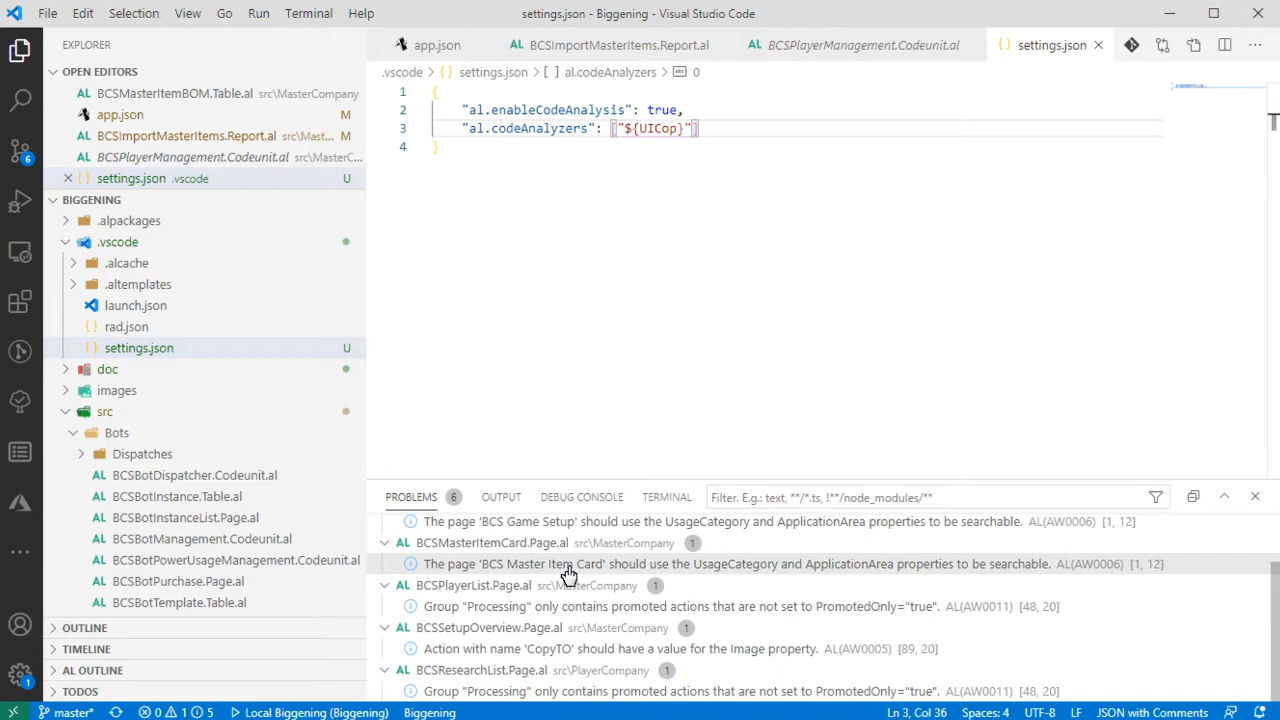 File Edit Selection View Go Run Terminal Help settings.json - Biggening - Visual Studio Code
EXPLORER
OPEN EDITORS
BCSMasterItemBOM.Table.al src\MasterCompany
app.json M
BCSImportMasterItems.Report.al src\Mast... M
BCSPlayerManagement.Codeunit.al src\MasterC...
settings.json .vscode U
BIGGENING
.alpackages
.vscode
.alcache
.altemplates
launch.json
rad.json
settings.json U
doc
images
src
Bots
Dispatches
BCSBotDispatcher.Codeunit.al
BCSBotInstance.Table.al
BCSBotInstanceList.Page.al
BCSBotManagement.Codeunit.al
BCSBotPowerUsageManagement.Codeunit.al
BCSBotPurchase.Page.al
BCSBotTemplate.Table.al
OUTLINE
TIMELINE
AL OUTLINE
TODOS
app.json BCSImportMasterItems.Report.al BCSPlayerManagement.Codeunit.al settings.json
.vscode > {} settings.json > [ ] al.codeAnalyzers > abc 0
1 {
2 "al.enableCodeAnalysis": true,
3 "al.codeAnalyzers": ["${UICop}"]
4 }
PROBLEMS 6 OUTPUT DEBUG CONSOLE TERMINAL Filter. E.g.: text, **/*.ts, !**/node_modules/**
The page 'BCS Game Setup' should use the UsageCategory and ApplicationArea properties to be searchable. AL(AW0006) [1, 12]
BCSMasterItemCard.Page.al src\MasterCompany 1
The page 'BCS Master Item Card' should use the UsageCategory and ApplicationArea properties to be searchable. AL(AW0006) [1, 12]
BCSPlayerList.Page.al src\MasterCompany 1
Group "Processing" only contains promoted actions that are not set to PromotedOnly="true". AL(AW0011) [48, 20]
BCSSetupOverview.Page.al src\MasterCompany 1
Action with name 'CopyTO' should have a value for the Image property. AL(AW0005) [89, 20]
BCSResearchList.Page.al src\PlayerCompany 1
Group "Processing" only contains promoted actions that are not set to PromotedOnly="true". AL(AW0011) [48, 20]
6
1
master* 0 1 5 Local Biggening (Biggening) Biggening Ln 3, Col 36 Spaces: 4 UTF-8 LF JSON with Comments